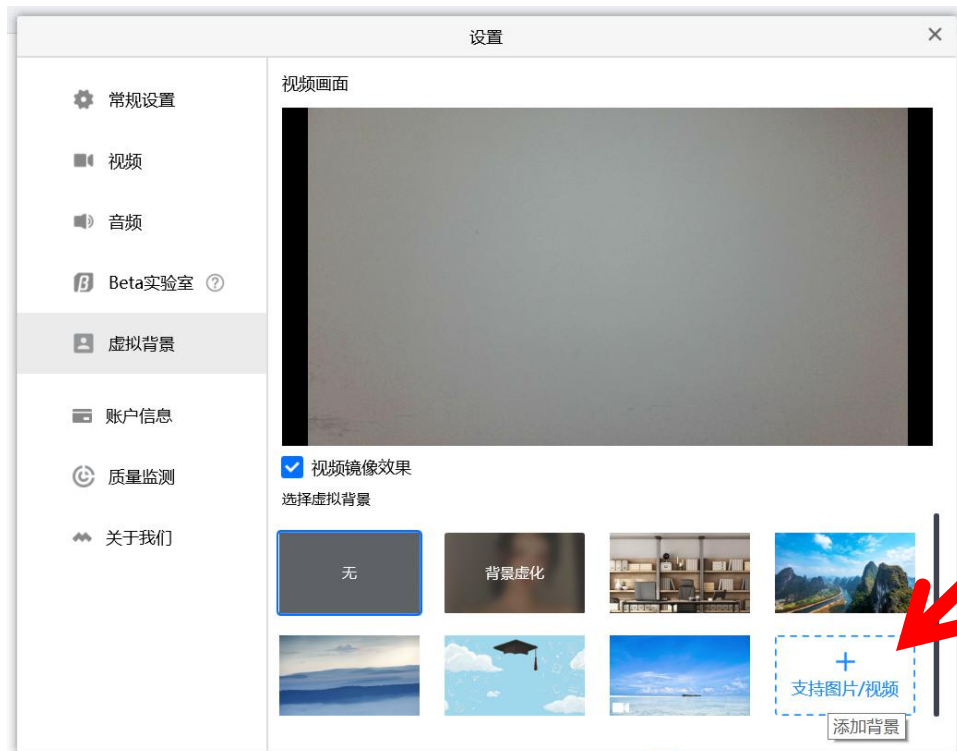 设置
常规设置
视频
音频
Beta实验室
虚拟背景
账户信息
质量监测
关于我们
视频画面
视频镜像效果
选择虚拟背景
无
背景虚化
支持图片/视频
添加背景